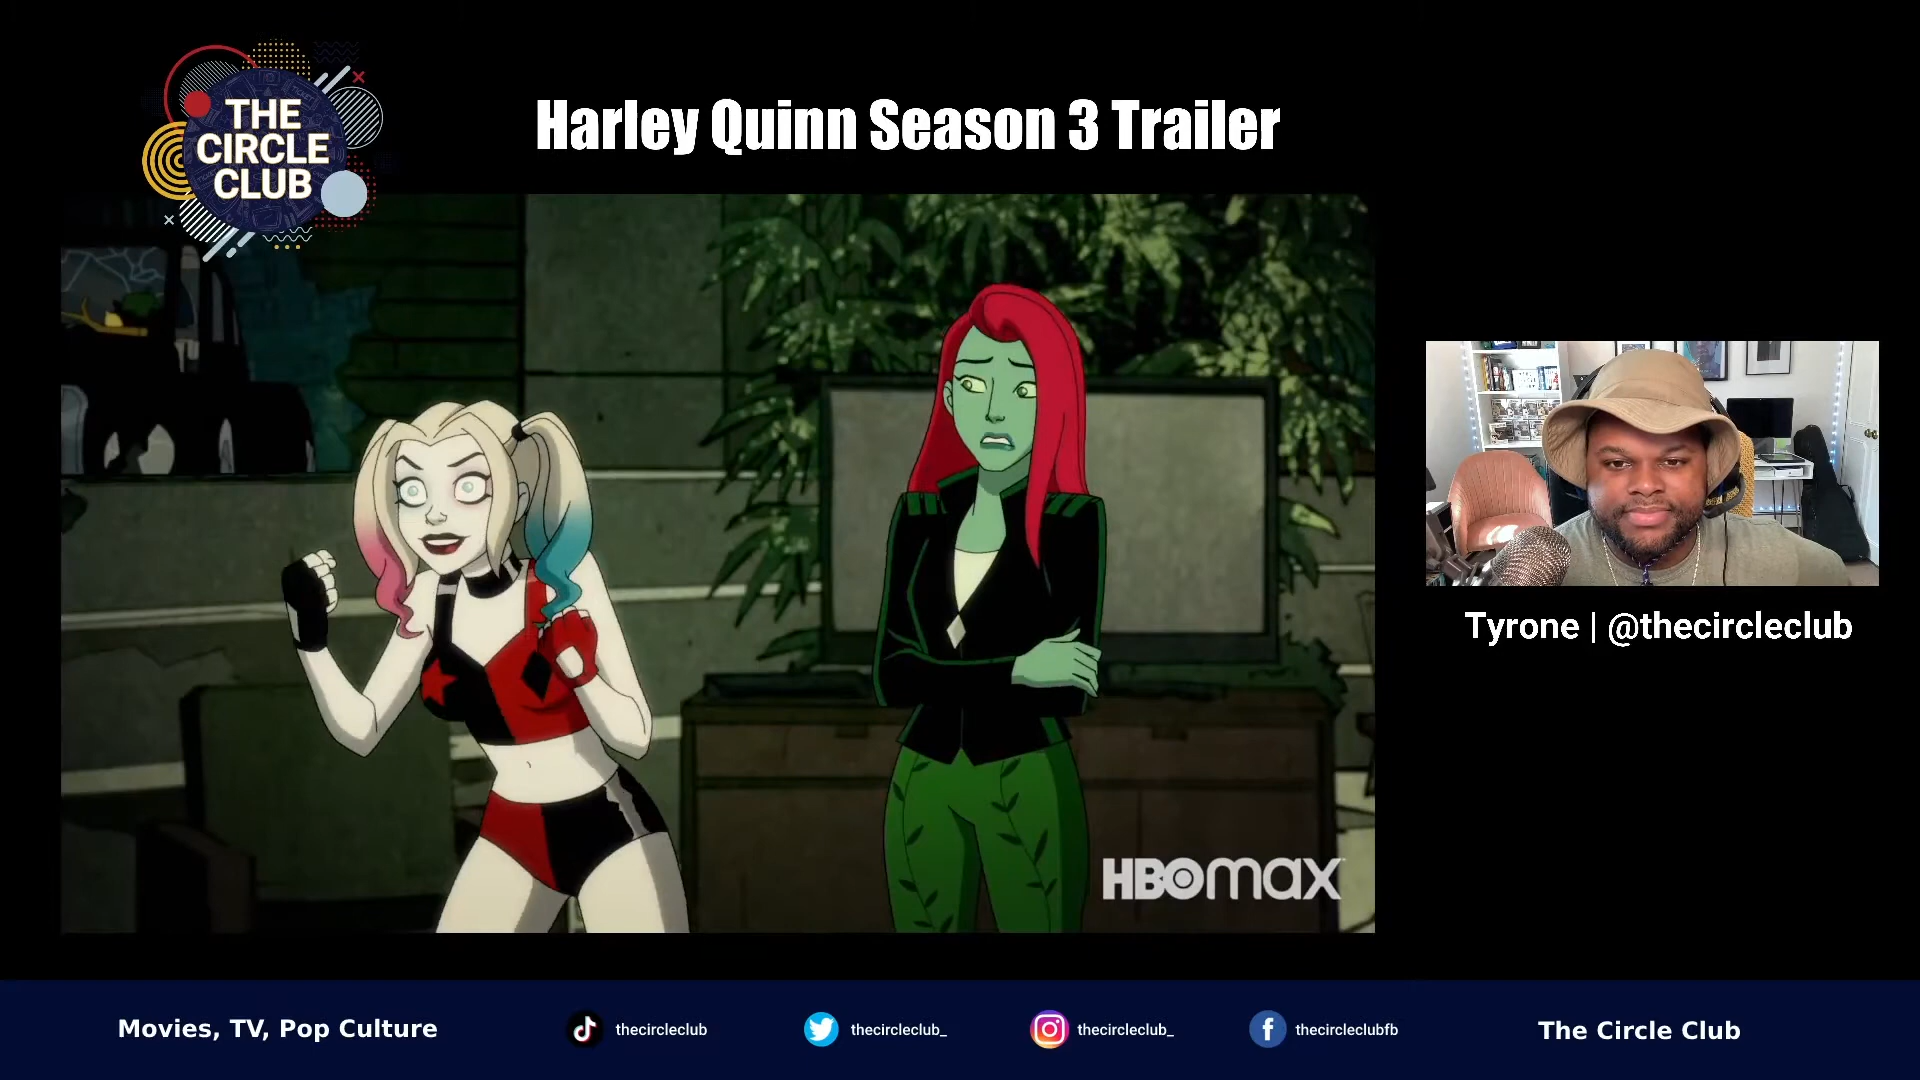 THE
CIRCLE
CLUB
Harley Quinn Season 3 Trailer
HBOmax
Tyrone | @thecircleclub
Movies, TV, Pop Culture
thecircleclub
thecircleclub_
thecircleclub_
thecircleclubfb
The Circle Club